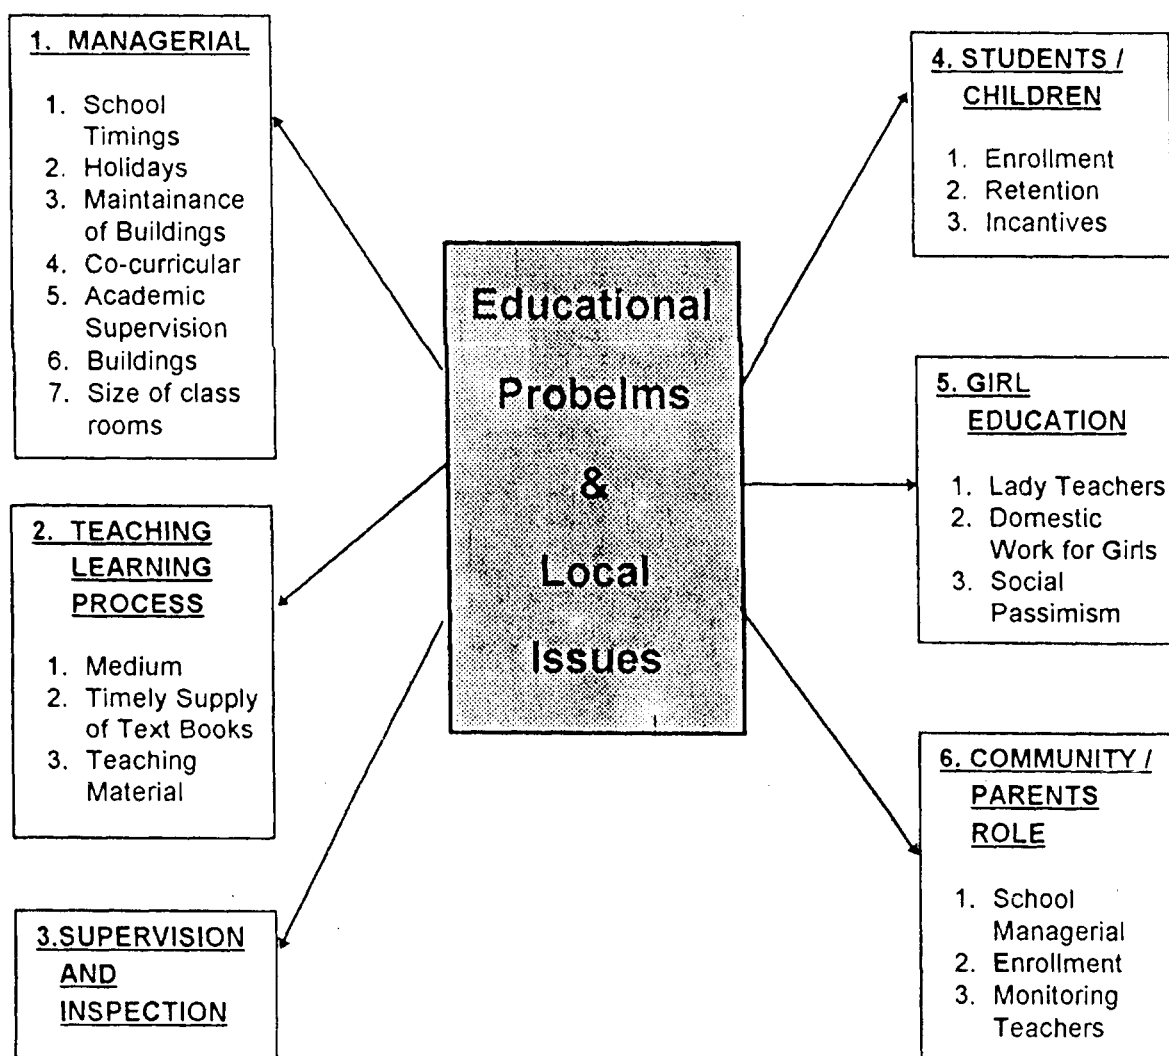 1. MANAGERIAL
1. School
Timings
2. Holidays
3. Maintainance
of Buildings
4. Co-curricular
5. Academic
Supervision
6. Buildings
7. Size of class
rooms
2. TEACHING
LEARNING
PROCESS
1. Medium
2. Timely Supply
of Text Books
3. Teaching
Material
3.SUPERVISION
AND
INSPECTION
Educational
Probelms
&
Local
Issues
4. STUDENTS /
CHILDREN
1. Enrollment
2. Retention
3. Incantives
5. GIRL
EDUCATION
1. Lady Teachers
2. Domestic
Work for Girls
3. Social
Passimism
6. COMMUNITY /
PARENTS
ROLE
1. School
Managerial
2. Enrollment
3. Monitoring
Teachers